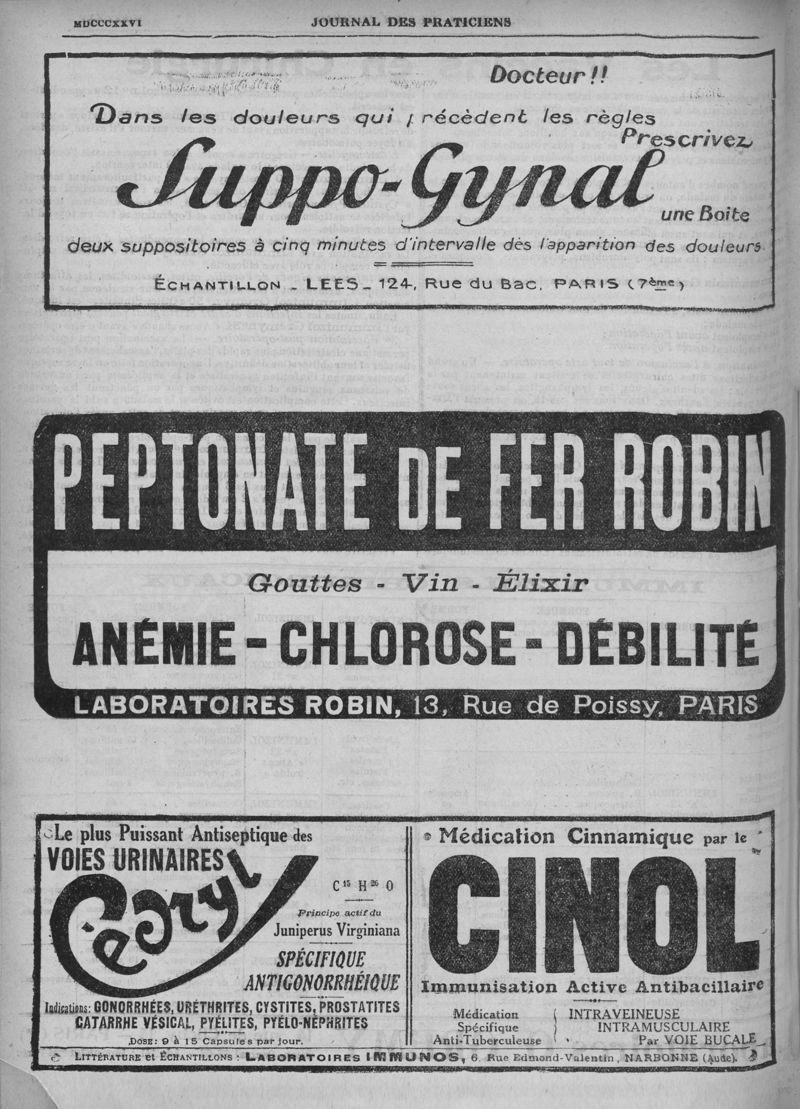 MDCCCXXVI
JOURNAL DES PRATICIENS
Docteur!!
Dans les douleurs qui précèdent les règles
Prescrivez
Suppo-Gynal
une Boîte
deux suppositoires à cinq minutes d'intervalle dès l'apparition des douleurs
ÉCHANTILLON - LEES - 124, Rue du Bac. PARIS (7ème)
PEPTONATE DE FER ROBIN
Gouttes - Vin - Élixir
ANÉMIE - CHLOROSE - DÉBILITÉ
LABORATOIRES ROBIN, 13, Rue de Poissy, PARIS
Le plus Puissant Antiseptique des
VOIES URINAIRES
Cédryl
C15 H26 O
Principe actif du
Juniperus Virginiana
SPÉCIFIQUE
ANTIGONORRHÉIQUE
Indications: GONORRHÉES, URÉTHRITES, CYSTITES, PROSTATITES
CATARRHE VÉSICAL, PYÉLITES, PYÉLO-NÉPHRITES
DOSE: 9 à 15 Capsules par jour.
Médication Cinnamique par le
CINOL
Immunisation Active Antibacillaire
Médication
Spécifique
Anti-Tuberculeuse
INTRAVEINEUSE
INTRAMUSCULAIRE
Par VOIE BUCALE
LITTÉRATURE et ÉCHANTILLONS: LABORATOIRES IMMUNOS, 6. Rue Edmond-Valentin, NARBONNE (Aude).